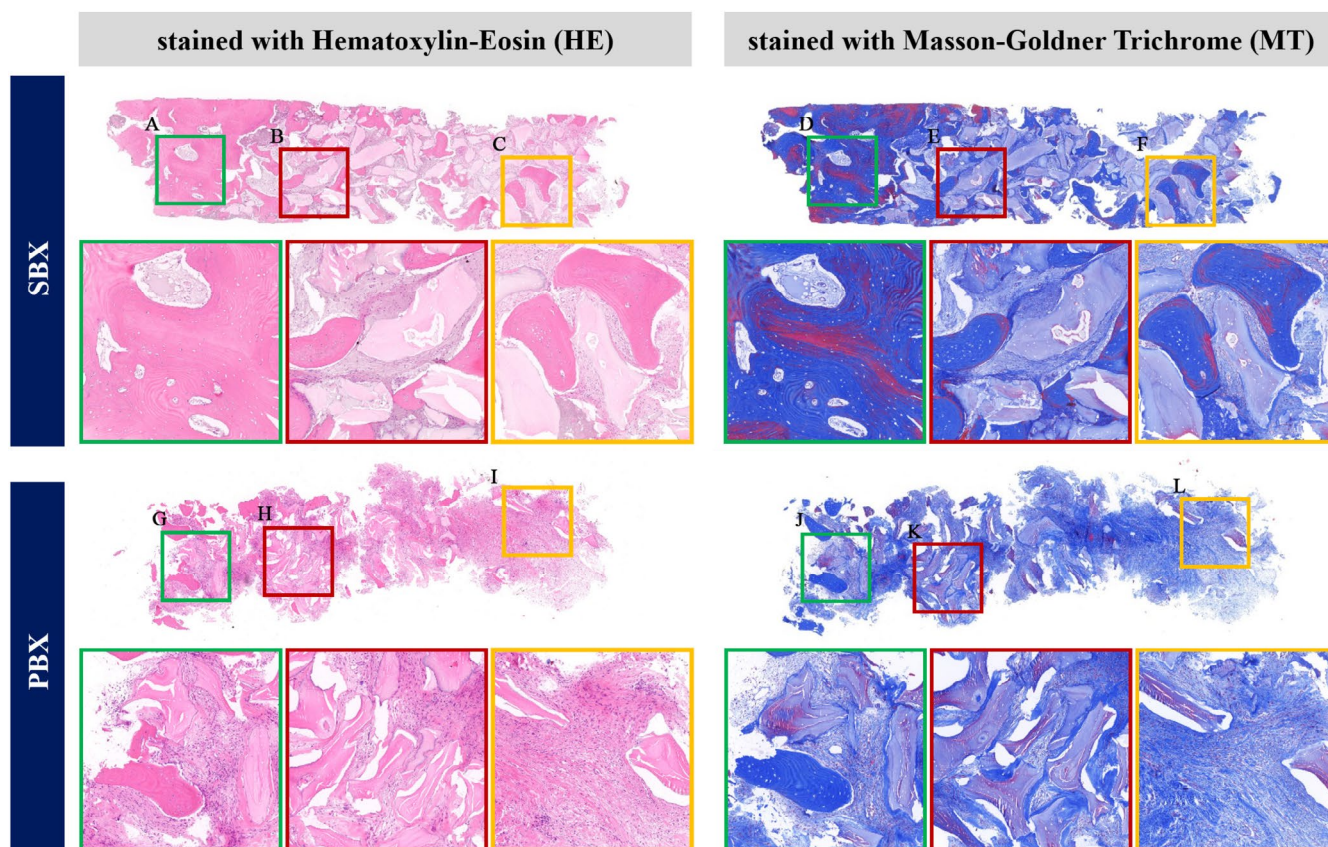 stained with Hematoxylin-Eosin (HE)
stained with Masson-Goldner Trichrome (MT)
SBX
A
B
C
D
E
F
PBX
G
H
I
J
K
L